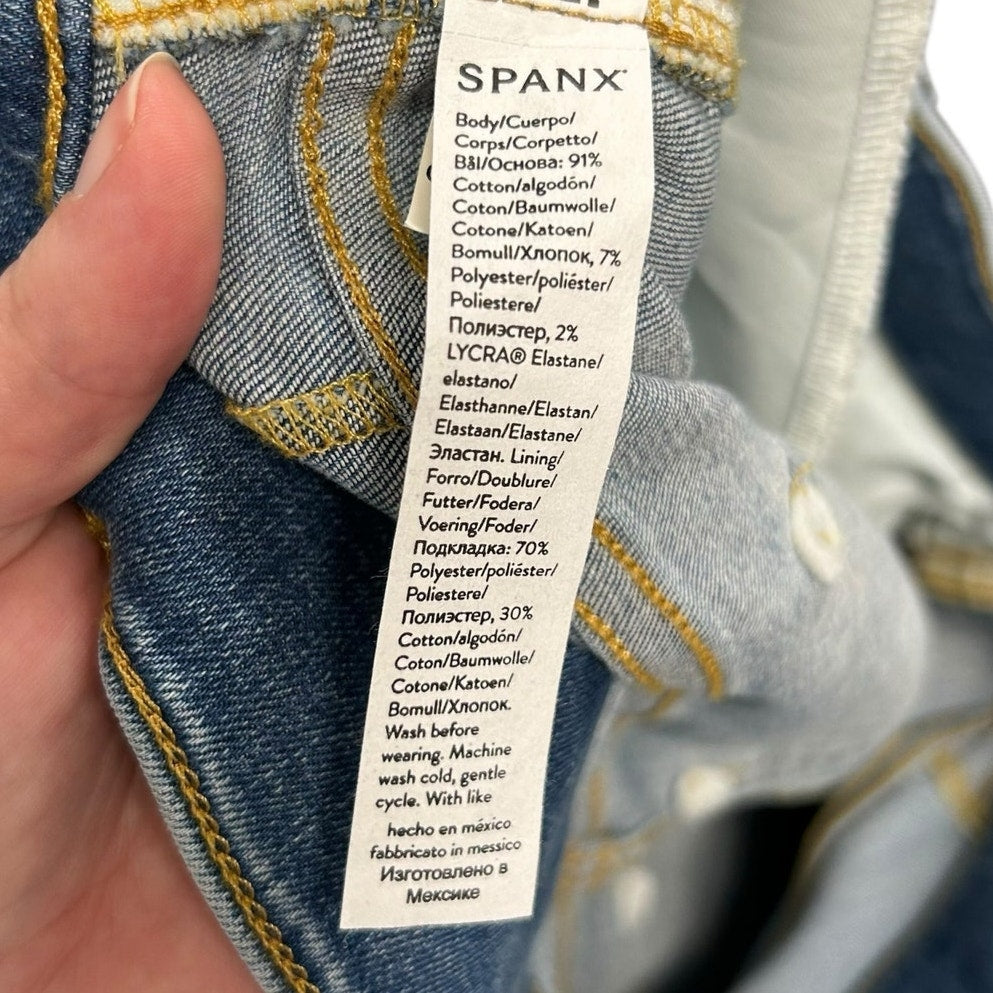 SPANX
Body/Cuerpo/
Corps/Corpetto/
Bål/Основа: 91%
Cotton/algodón/
Coton/Baumwolle/
Cotone/Katoen/
Bomull/Хлопок, 7%
Polyester/poliéster/
Poliestere/
Полиэстер, 2%
LYCRA® Elastane/
elastano/
Elasthanne/Elastan/
Elastaan/Elastane/
Эластан. Lining/
Forro/Doublure/
Futter/Fodera/
Voering/Foder/
Подкладка: 70%
Polyester/poliéster/
Poliestere/
Полиэстер, 30%
Cotton/algodón/
Coton/Baumwolle/
Cotone/Katoen/
Bomull/Хлопок.
Wash before
wearing. Machine
wash cold, gentle
cycle. With like
hecho en méxico
fabbricato in messico
Изготовлено в
Мексике